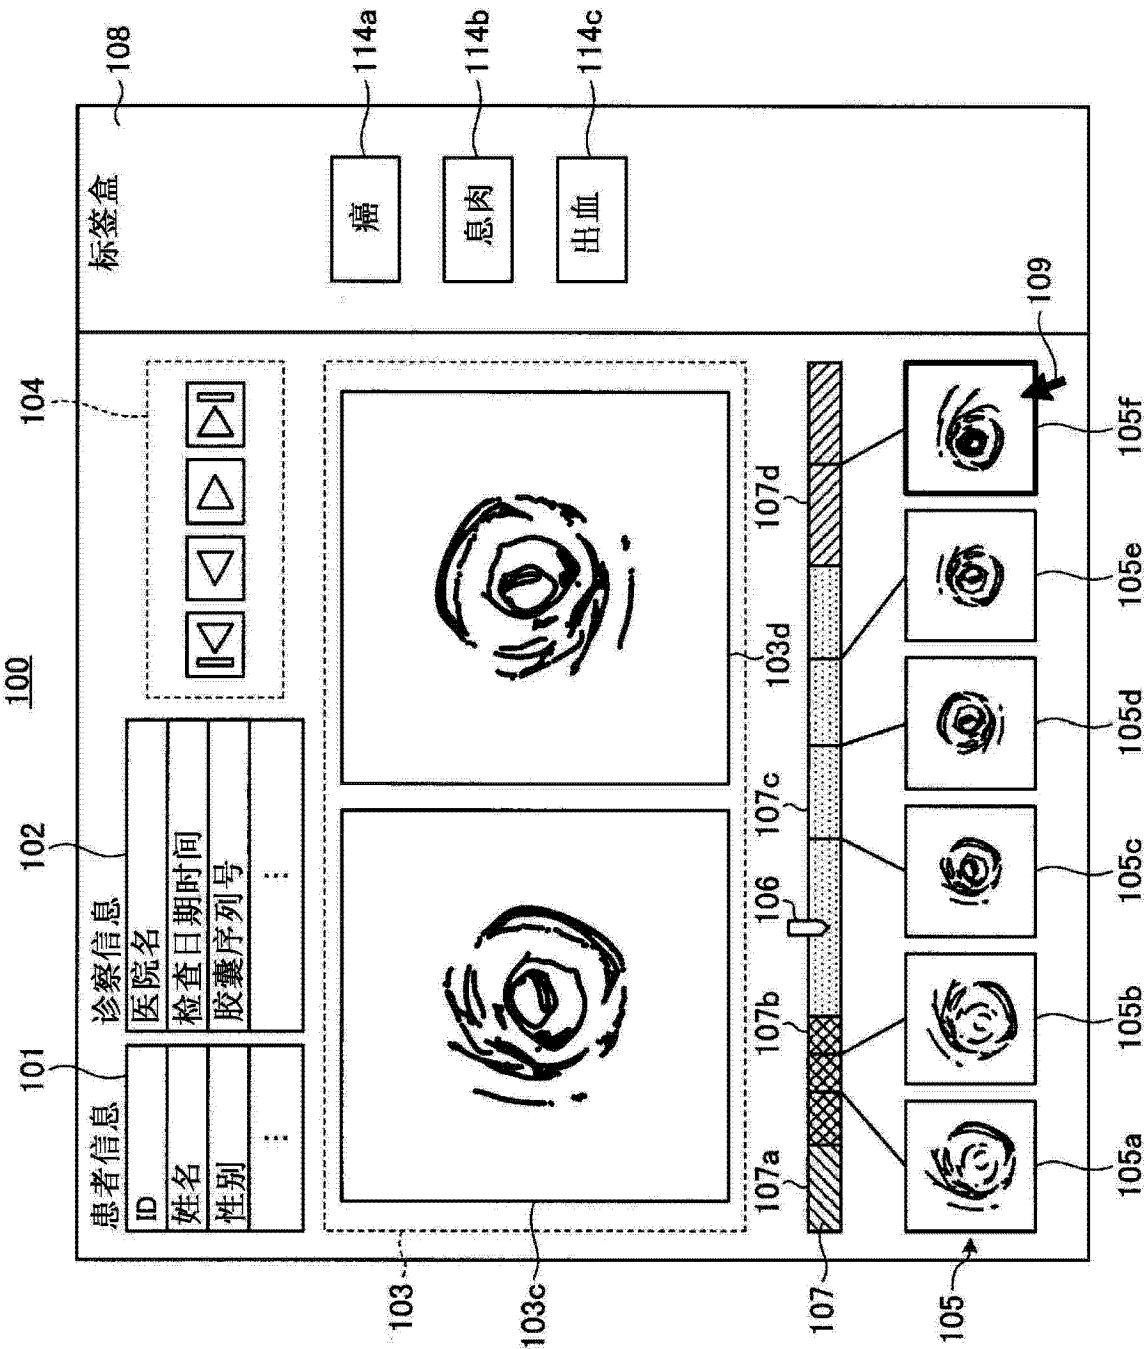 100
101
102
104
108
患者信息
ID
姓名
性别
…
诊察信息
医院名
检查日期时间
胶囊序列号
…
标签盒
癌
114a
息肉
114b
出血
114c
103
103c
103d
107
107a
107b
106
107c
107d
109
105
105a
105b
105c
105d
105e
105f